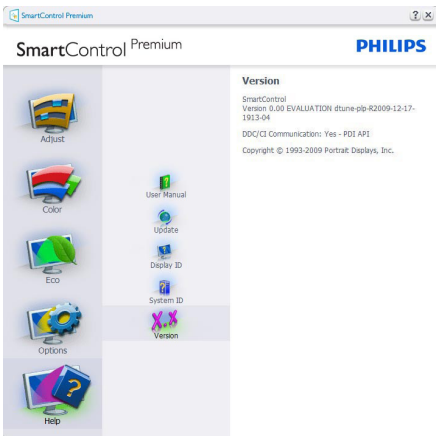 SmartControl Premium
? x
SmartControl Premium
PHILIPS
Adjust
Color
Eco
Options
Help
User Manual
Update
Display ID
System ID
X.X
Version
Version
SmartControl
Version 0.00 EVALUATION dtune-plp-R2009-12-17-
1913-04
DDC/CI Communication: Yes - PDI API
Copyright © 1993-2009 Portrait Displays, Inc.